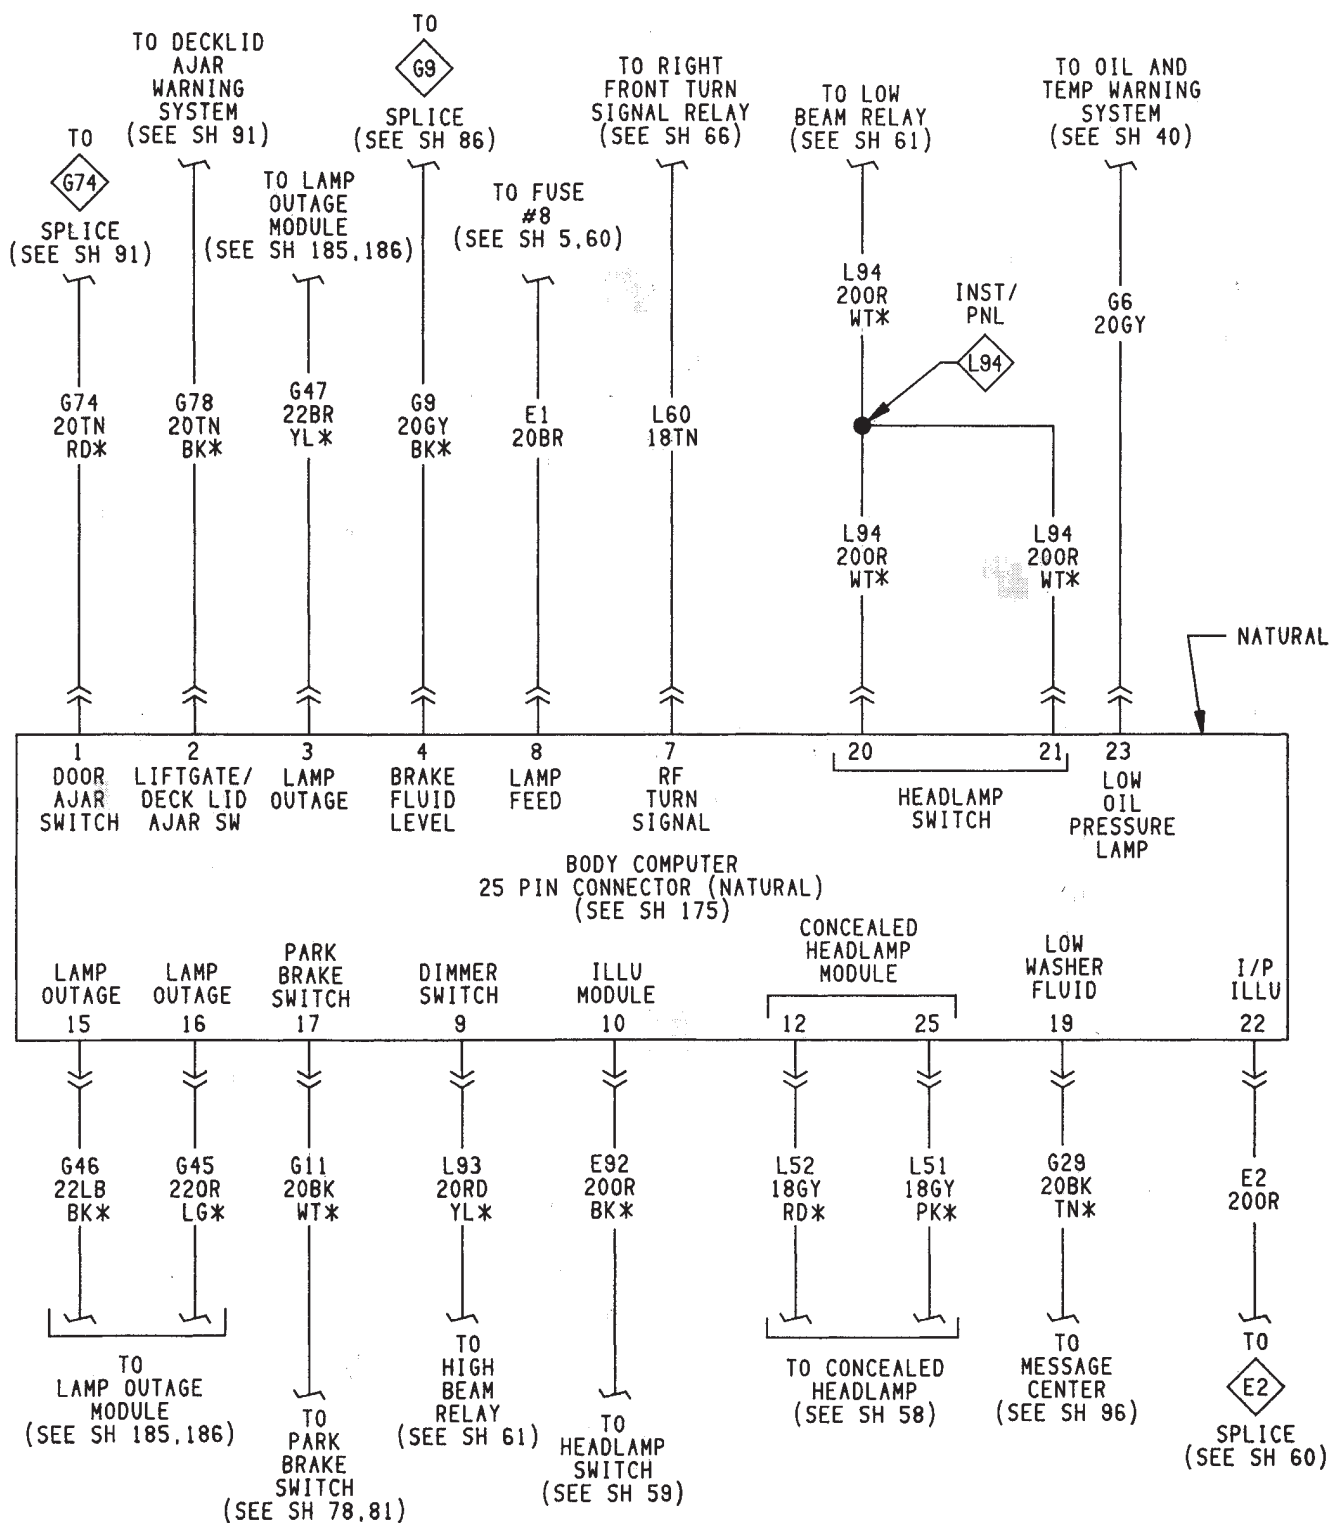 TO
G74
SPLICE
(SEE SH 91)
TO DECKLID
AJAR
WARNING
SYSTEM
(SEE SH 91)
TO LAMP
OUTAGE
MODULE
(SEE SH 185,186)
TO
G9
SPLICE
(SEE SH 86)
TO FUSE
#8
(SEE SH 5,60)
TO RIGHT
FRONT TURN
SIGNAL RELAY
(SEE SH 66)
TO LOW
BEAM RELAY
(SEE SH 61)
TO OIL AND
TEMP WARNING
SYSTEM
(SEE SH 40)
L94
20OR
WT*
INST/
PNL
L94
G6
20GY
G74
20TN
RD*
G78
20TN
BK*
G47
22BR
YL*
G9
20GY
BK*
E1
20BR
L60
18TN
L94
20OR
WT*
L94
20OR
WT*
NATURAL
1
DOOR
AJAR
SWITCH
2
LIFTGATE/
DECK LID
AJAR SW
3
LAMP
OUTAGE
4
BRAKE
FLUID
LEVEL
8
LAMP
FEED
7
RF
TURN
SIGNAL
20
21
HEADLAMP
SWITCH
23
LOW
OIL
PRESSURE
LAMP
BODY COMPUTER
25 PIN CONNECTOR (NATURAL)
(SEE SH 175)
LAMP
OUTAGE
15
LAMP
OUTAGE
16
PARK
BRAKE
SWITCH
17
DIMMER
SWITCH
9
ILLU
MODULE
10
CONCEALED
HEADLAMP
MODULE
12
25
LOW
WASHER
FLUID
19
I/P
ILLU
22
G46
22LB
BK*
G45
22OR
LG*
G11
20BK
WT*
L93
20RD
YL*
E92
20OR
BK*
L52
18GY
RD*
L51
18GY
PK*
G29
20BK
TN*
E2
20OR
TO
LAMP OUTAGE
MODULE
(SEE SH 185,186)
TO
PARK
BRAKE
SWITCH
(SEE SH 78,81)
TO
HIGH
BEAM
RELAY
(SEE SH 61)
TO
HEADLAMP
SWITCH
(SEE SH 59)
TO CONCEALED
HEADLAMP
(SEE SH 58)
TO
MESSAGE
CENTER
(SEE SH 96)
TO
E2
SPLICE
(SEE SH 60)